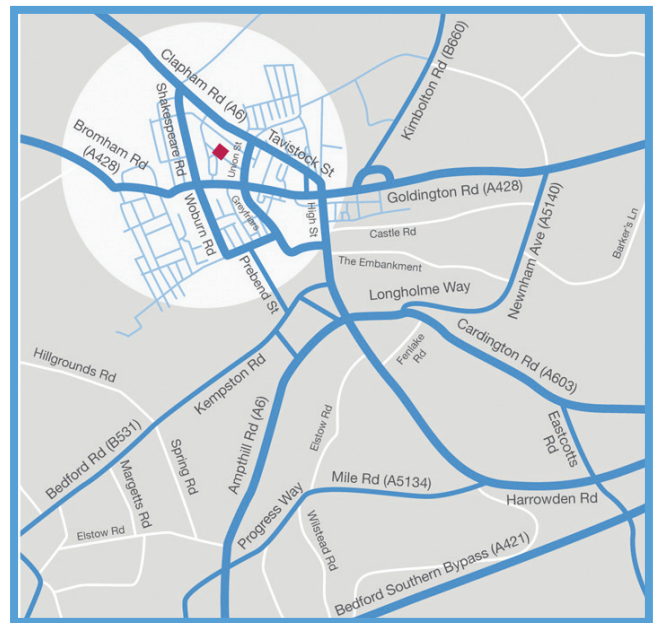 Kimbolton Rd (B660)
Clapham Rd (A6)
Shakespeare Rd
Bromham Rd
(A428)
Union St
Tavistock St
Goldington Rd (A428)
Woburn Rd
Greyfriars
High St
Castle Rd
Newnham Ave (A5140)
Barker's Ln
The Embankment
Prebend St
Longholme Way
Cardington Rd (A603)
Fenlake
Rd
Hillgrounds Rd
Kempston Rd
Ampthill Rd (A6)
Elstow Rd
Eastcotts
Rd
Bedford Rd (B531)
Spring Rd
Margetts Rd
Mile Rd (A5134)
Harrowden Rd
Progress Way
Elstow Rd
Wilstead Rd
Bedford Southern Bypass (A421)